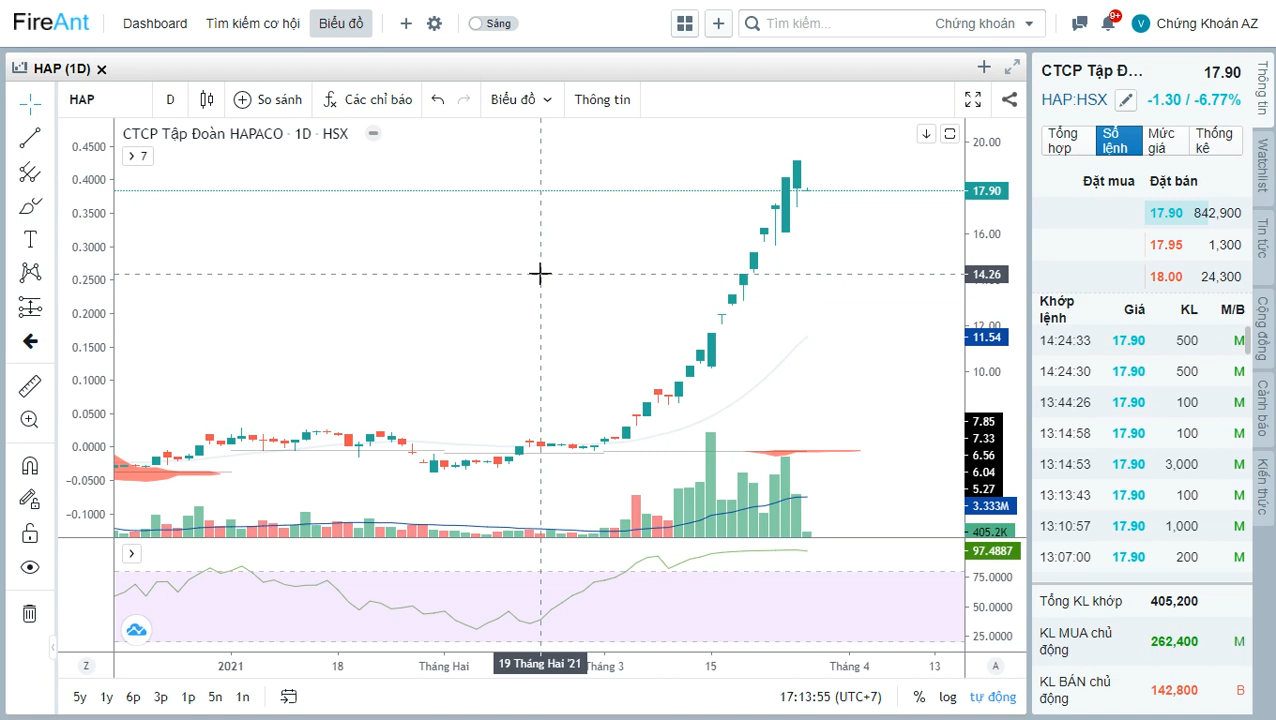 FireAnt
Dashboard
Tìm kiếm cơ hội
Biểu đồ
Sáng
Tìm kiếm...
Chứng khoán
9+
V
Chứng Khoán AZ
HAP (1D)
HAP
D
So sánh
Các chỉ báo
Biểu đồ
Thông tin
CTCP Tập Đoàn HAPACO · 1D · HSX
7
0.4500
0.4000
0.3500
0.3000
0.2500
0.2000
0.1500
0.1000
0.0500
0.0000
−0.0500
−0.1000
20.00
17.90
16.00
14.26
12.00
11.54
10.00
7.85
7.33
6.56
6.04
5.27
3.333M
405.2K
97.4887
75.0000
50.0000
25.0000
Z
2021
18
Tháng Hai
19 Tháng Hai '21
Tháng 3
15
Tháng 4
13
A
5y
1y
6p
3p
1p
5n
1n
17:13:55 (UTC+7)
%
log
tự động
CTCP Tập Đ...
17.90
HAP:HSX
-1.30 / -6.77%
Tổng hợp
Sổ lệnh
Mức giá
Thống kê
Đặt mua
Đặt bán
17.90 842,900
17.95 1,300
18.00 24,300
Khớp lệnh
Giá
KL
M/B
14:24:33 17.90 500 M
14:24:30 17.90 500 M
13:44:26 17.90 100 M
13:14:58 17.90 100 M
13:14:53 17.90 3,000 M
13:13:43 17.90 100 M
13:10:57 17.90 1,000 M
13:07:00 17.90 200 M
Tổng KL khớp 405,200
KL MUA chủ động 262,400 M
KL BÁN chủ động 142,800 B
Thông tin
Watchlist
Tin tức
Cộng đồng
Cảnh báo
Kiến thức